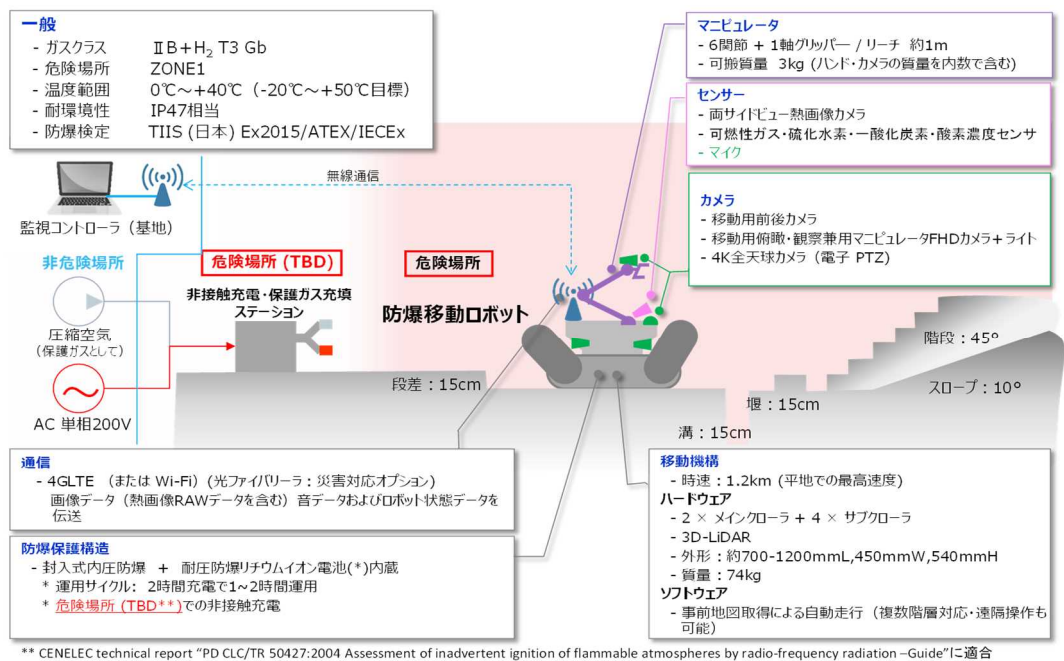 一般
- ガスクラス ⅡB+H₂ T3 Gb
- 危険場所 ZONE1
- 温度範囲 0℃～+40℃（-20℃～+50℃目標）
- 耐環境性 IP47相当
- 防爆検定 TIIS (日本) Ex2015/ATEX/IECEx
マニピュレータ
- 6関節 + 1軸グリッパー / リーチ 約1m
- 可搬質量 3kg (ハンド・カメラの質量を内数で含む)
センサー
- 両サイドビュー熱画像カメラ
- 可燃性ガス・硫化水素・一酸化炭素・酸素濃度センサ
- マイク
カメラ
- 移動用前後カメラ
- 移動用俯瞰・観察兼用マニピュレータFHDカメラ+ライト
- 4K全天球カメラ（電子 PTZ）
無線通信
監視コントローラ（基地）
非危険場所
危険場所 (TBD)
危険場所
非接触充電・保護ガス充填
ステーション
防爆移動ロボット
圧縮空気
（保護ガスとして）
AC 単相200V
段差：15cm
溝：15cm
堰：15cm
階段：45°
スロープ：10°
通信
- 4GLTE （または Wi-Fi）(光ファイバリーラ：災害対応オプション)
画像データ（熱画像RAWデータを含む）音データおよびロボット状態データを
伝送
防爆保護構造
- 封入式内圧防爆 + 耐圧防爆リチウムイオン電池(*)内蔵
* 運用サイクル： 2時間充電で1~2時間運用
* 危険場所 (TBD**)での非接触充電
移動機構
- 時速：1.2km (平地での最高速度)
ハードウェア
- 2 × メインクローラ + 4 × サブクローラ
- 3D-LiDAR
- 外形：約700-1200mmL,450mmW,540mmH
- 質量：74kg
ソフトウェア
- 事前地図取得による自動走行（複数階層対応・遠隔操作も
可能）
** CENELEC technical report “PD CLC/TR 50427:2004 Assessment of inadvertent ignition of flammable atmospheres by radio-frequency radiation –Guide”に適合